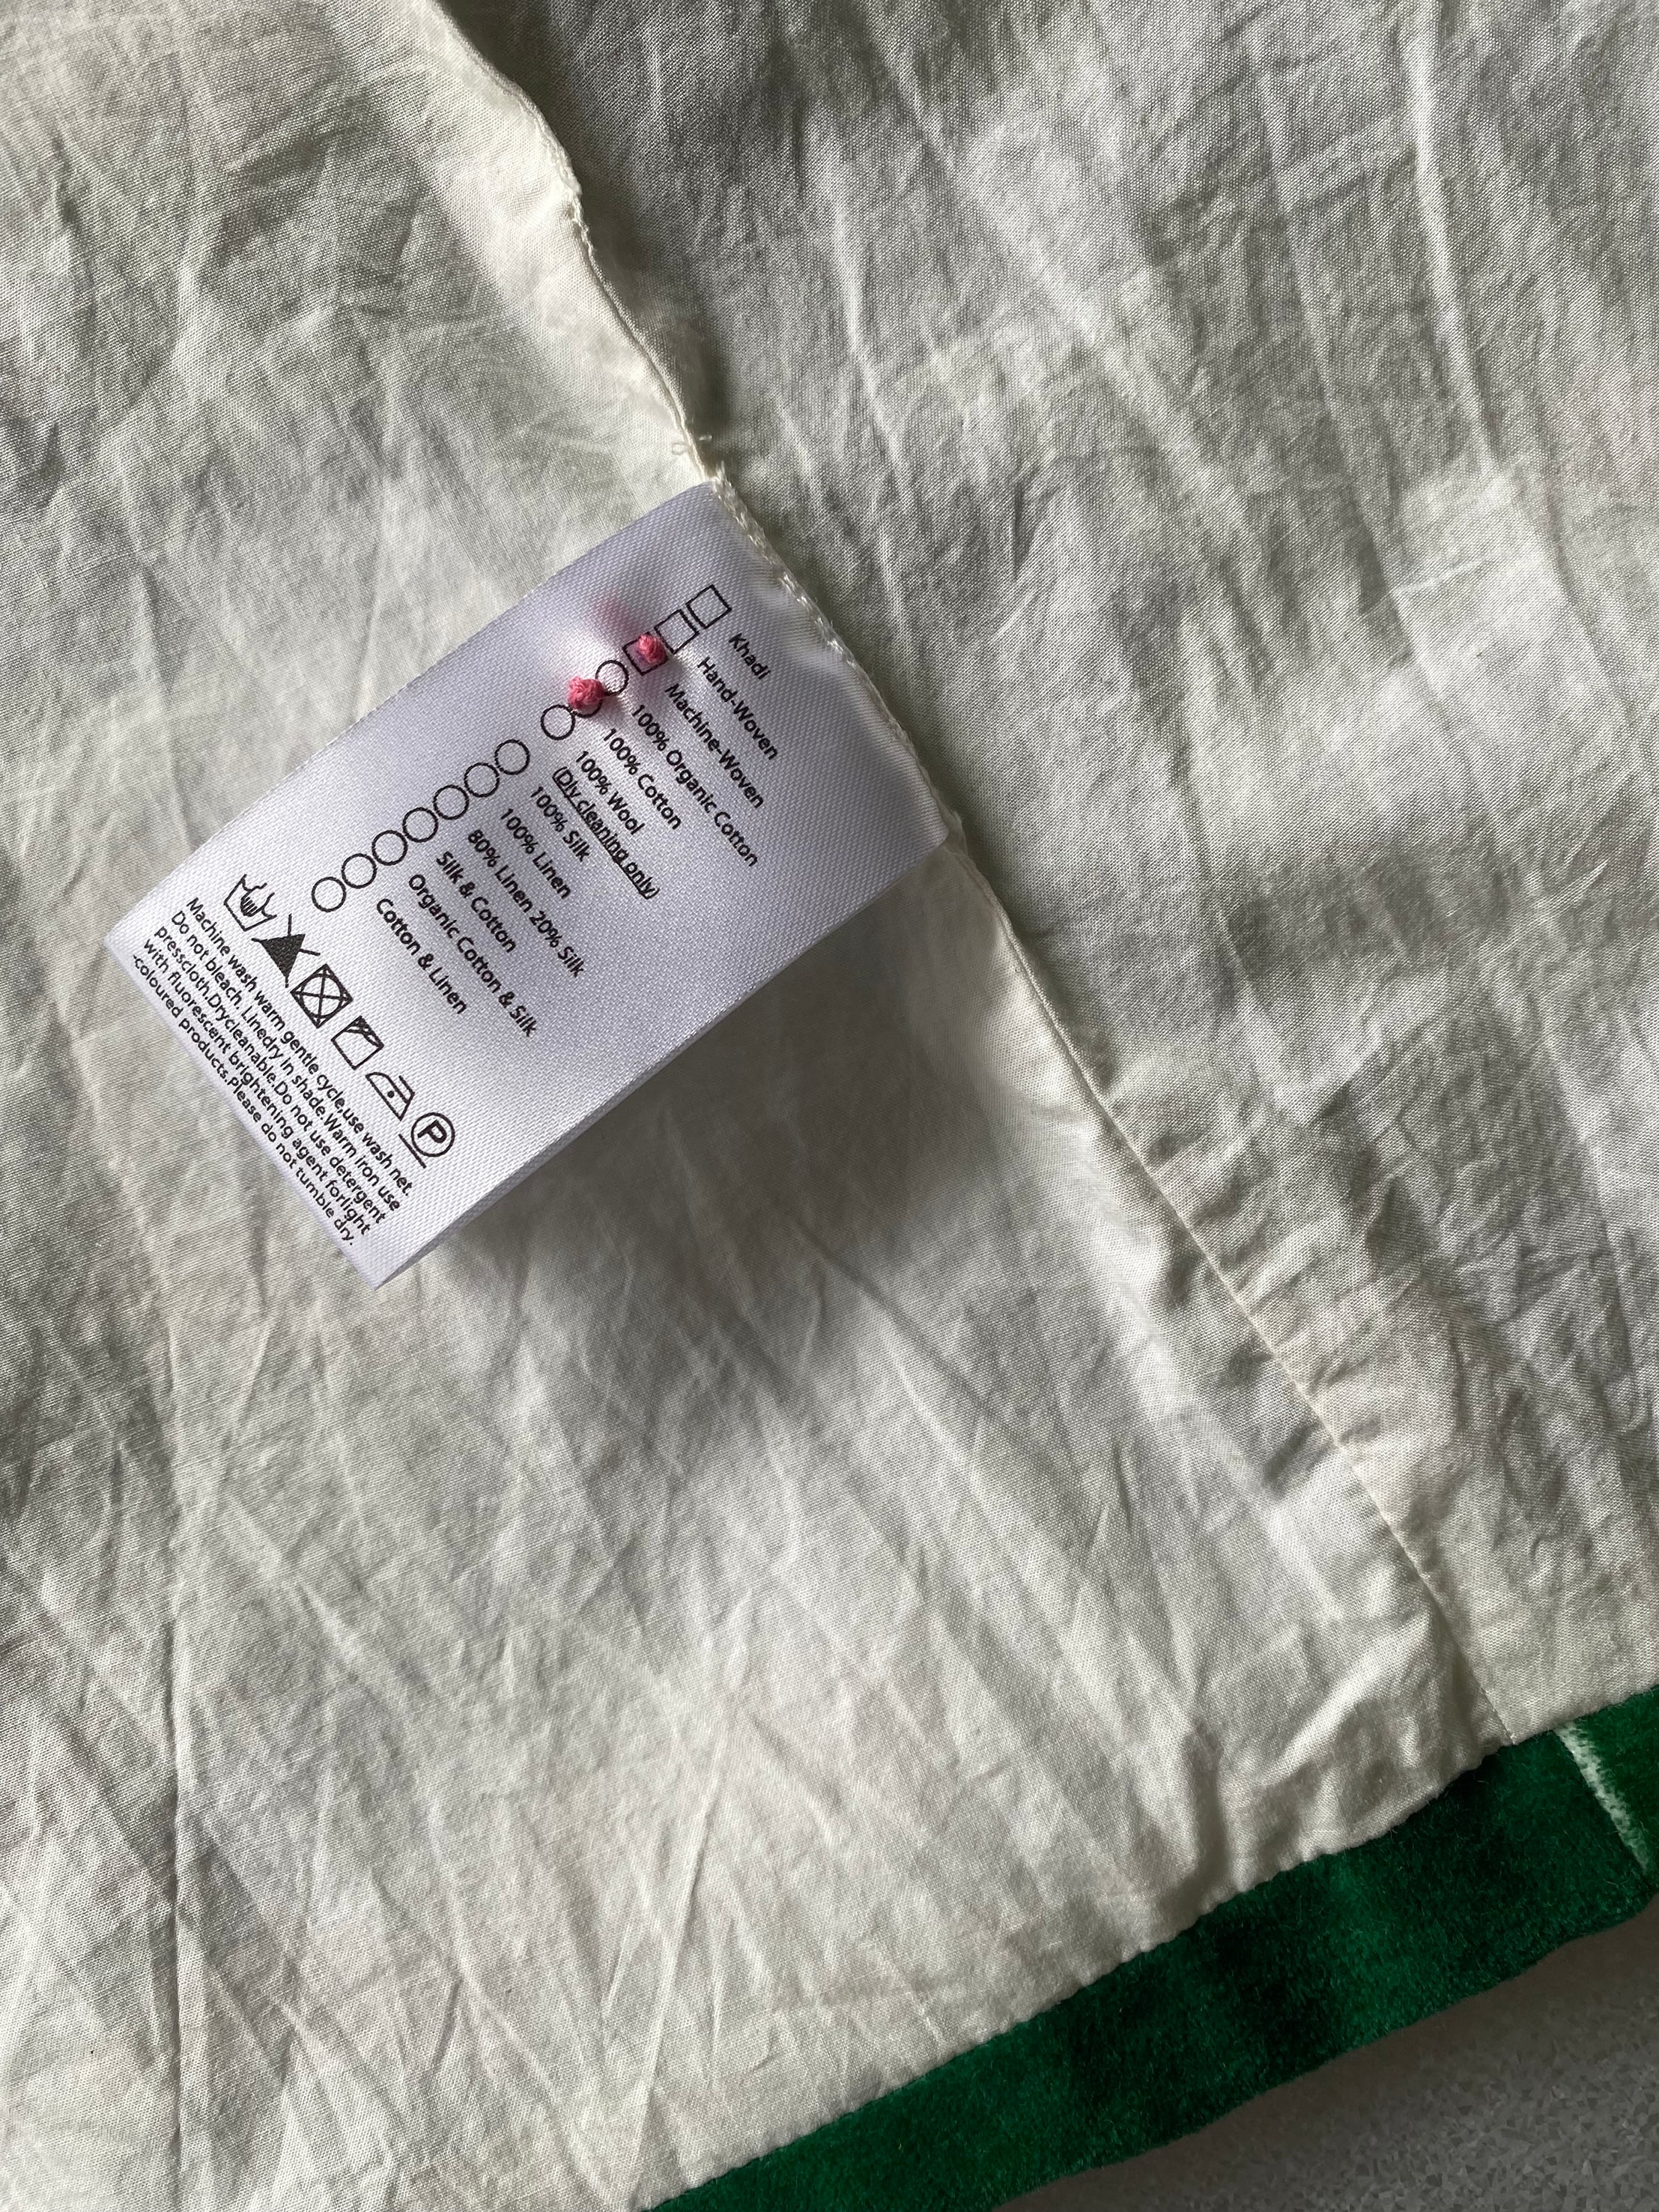 Khadi
Hand-Woven
Machine-Woven
100% Organic Cotton
100% Cotton
100% Wool
(Dry cleaning only)
100% Silk
100% Linen
80% Linen 20% Silk
Silk & Cotton
Organic Cotton & Silk
Cotton & Linen
P
Machine wash warm gentle cycle,use wash net.
Do not bleach. Linedry in shade.Warm iron use
presscloth.Drycleanable.Do not use detergent
with fluorescent brightening agent forlight
-coloured products.Please do not tumble dry.